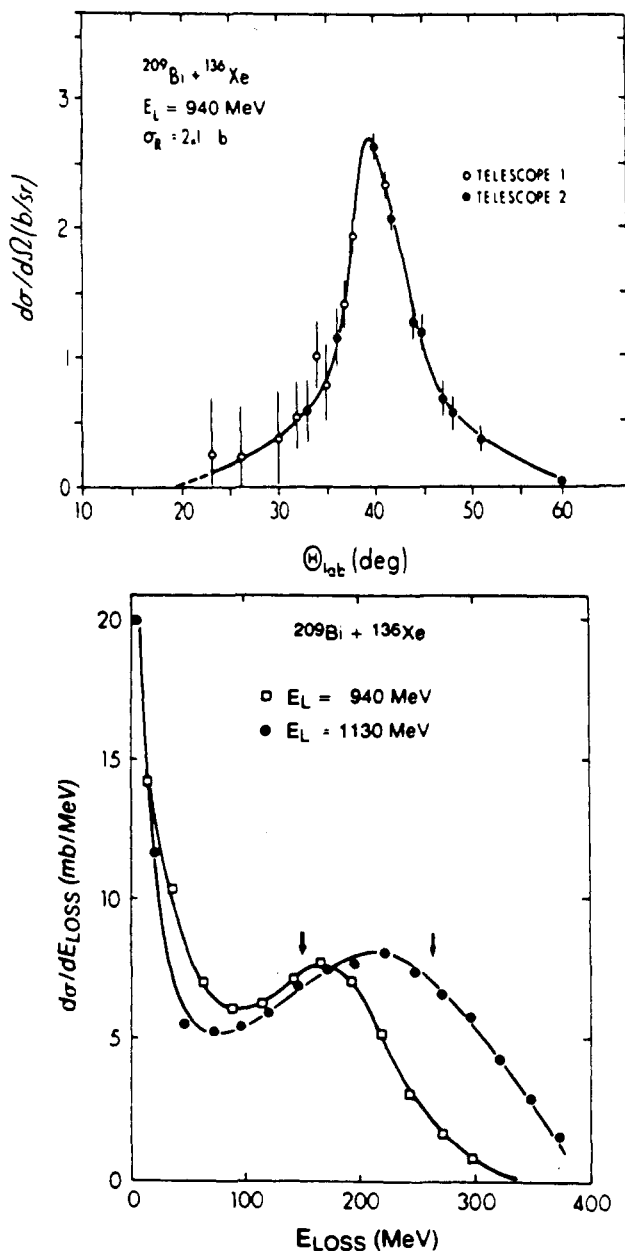 3
2
1
0
dσ/dΩ(b/sr)
²⁰⁹Bi + ¹³⁶Xe
E_L = 940 MeV
σ_R = 2.1 b
○ TELESCOPE 1
● TELESCOPE 2
10 20 30 40 50 60
Θ_lab (deg)
20
15
10
5
0
dσ/dE_LOSS (mb/MeV)
²⁰⁹Bi + ¹³⁶Xe
□ E_L = 940 MeV
● E_L = 1130 MeV
0 100 200 300 400
E_LOSS (MeV)